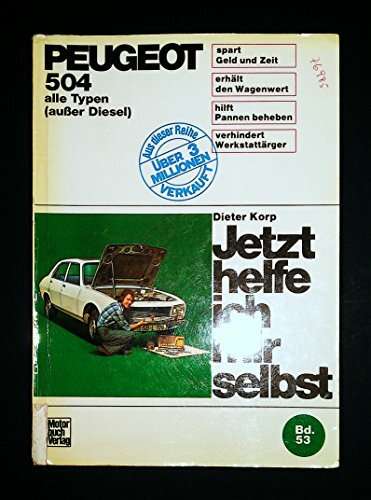 PEUGEOT
504
alle Typen
(außer Diesel)
spart
Geld und Zeit
erhält
den Wagenwert
hilft
Pannen beheben
verhindert
Werkstattärger
Aus dieser Reihe
ÜBER 3
MILLIONEN
VERKAUFT
Dieter Korp
Jetzt
helfe
ich
mir
selbst
Motor
buch
Verlag
Bd.
53